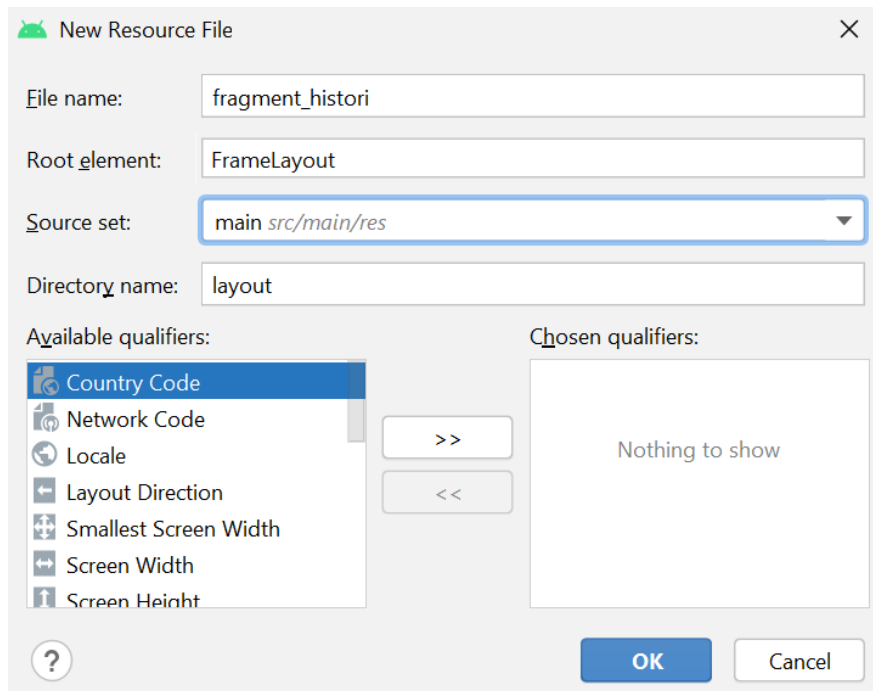 New Resource File
File name: fragment_histori
Root element: FrameLayout
Source set: main src/main/res
Directory name: layout
Available qualifiers: Chosen qualifiers:
Country Code
Network Code
Locale
Layout Direction
Smallest Screen Width
Screen Width
Screen Height
>>
<<
Nothing to show
?
OK Cancel